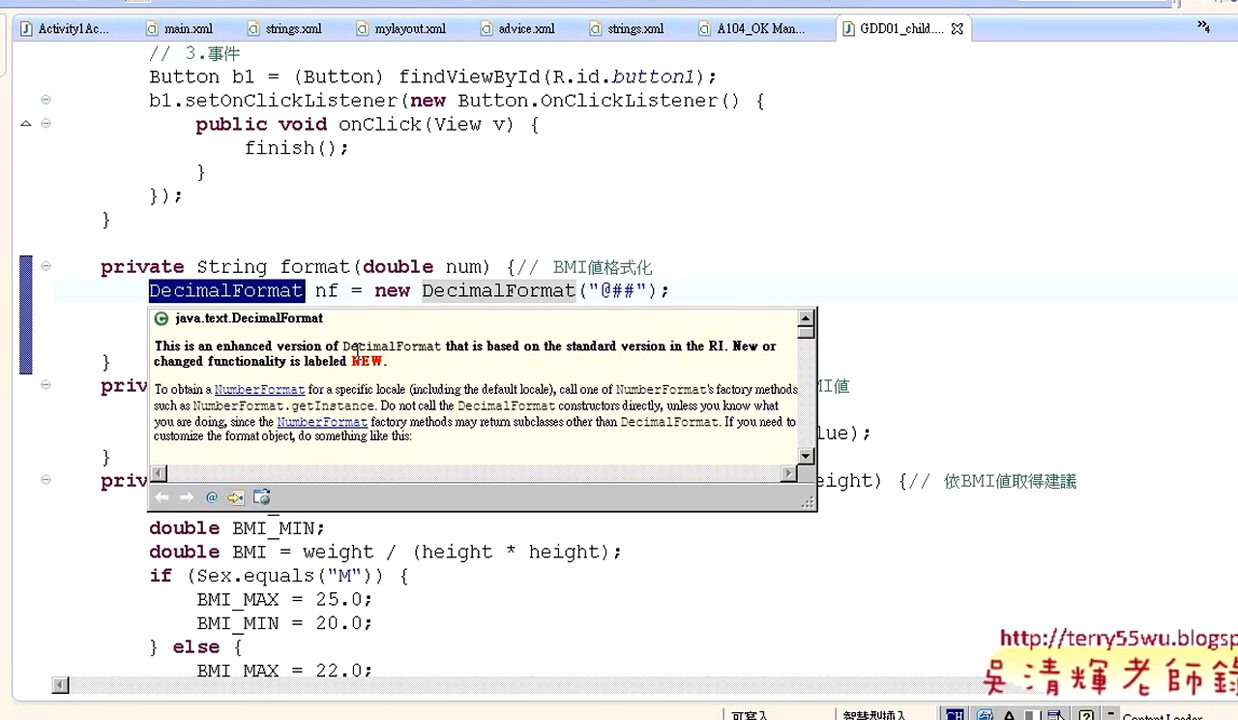 Activity1Ac... main.xml strings.xml mylayout.xml advice.xml strings.xml A104_OK Man... GDD01_child.... »4
// 3.事件
Button b1 = (Button) findViewById(R.id.button1);
b1.setOnClickListener(new Button.OnClickListener() {
public void onClick(View v) {
finish();
}
});
}
private String format(double num) {// BMI值格式化
DecimalFormat nf = new DecimalFormat("@##");
java.text.DecimalFormat
This is an enhanced version of DecimalFormat that is based on the standard version in the RI. New or
changed functionality is labeled NEW.
To obtain a NumberFormat for a specific locale (including the default locale), call one of NumberFormat's factory methods
such as NumberFormat.getInstance. Do not call the DecimalFormat constructors directly, unless you know what
you are doing, since the NumberFormat factory methods may return subclasses other than DecimalFormat. If you need to
customize the format object, do something like this:
}
priv MI值
lue);
}
priv eight) {// 依BMI值取得建議
double BMI_MIN;
double BMI = weight / (height * height);
if (Sex.equals("M")) {
BMI_MAX = 25.0;
BMI_MIN = 20.0;
} else {
BMI_MAX = 22.0;
http://terry55wu.blogsp
吳清輝老師錄
可寫入 智慧型插入 CH A Content Loader